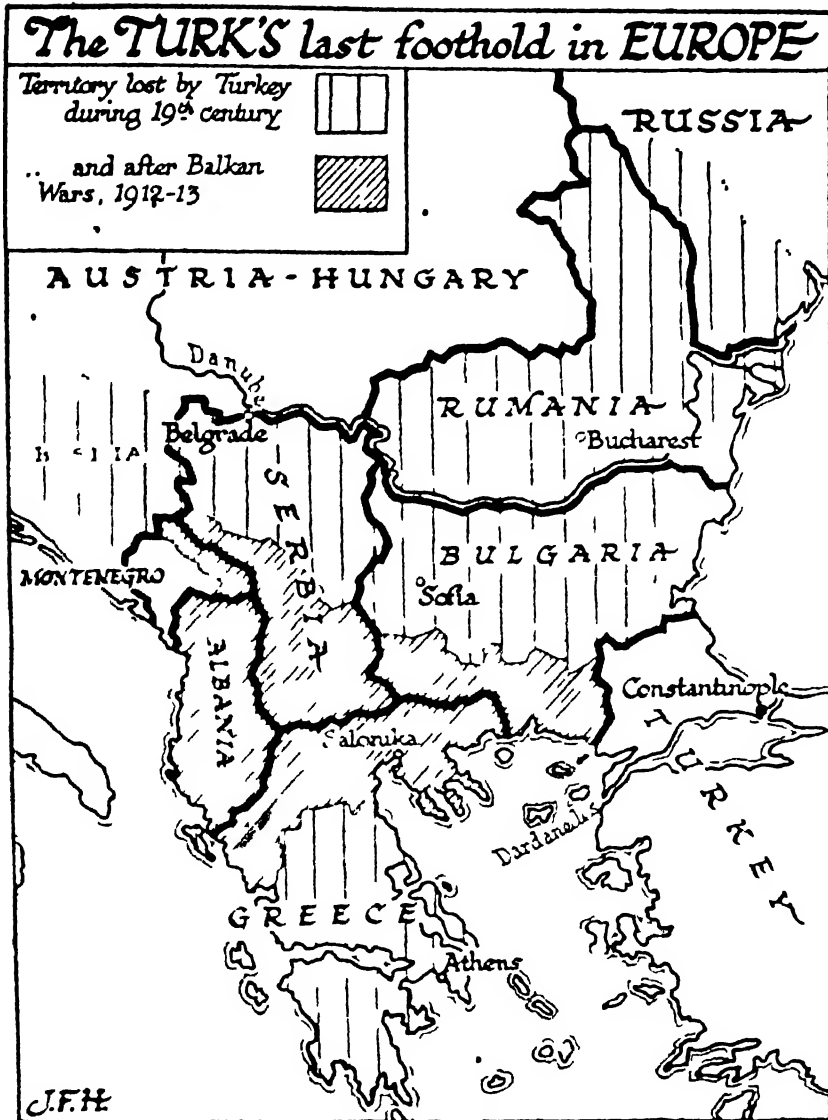 The TURK'S last foothold in EUROPE
Territory lost by Turkey
during 19th century
.. and after Balkan
Wars, 1912-13
RUSSIA
AUSTRIA-HUNGARY
Danube
RUMANIA
Belgrade
Bucharest
SERBIA
BULGARIA
MONTENEGRO
Sofia
ALBANIA
Constantinople
Salonika
TURKEY
Dardanelles
GREECE
Athens
J.F.H.